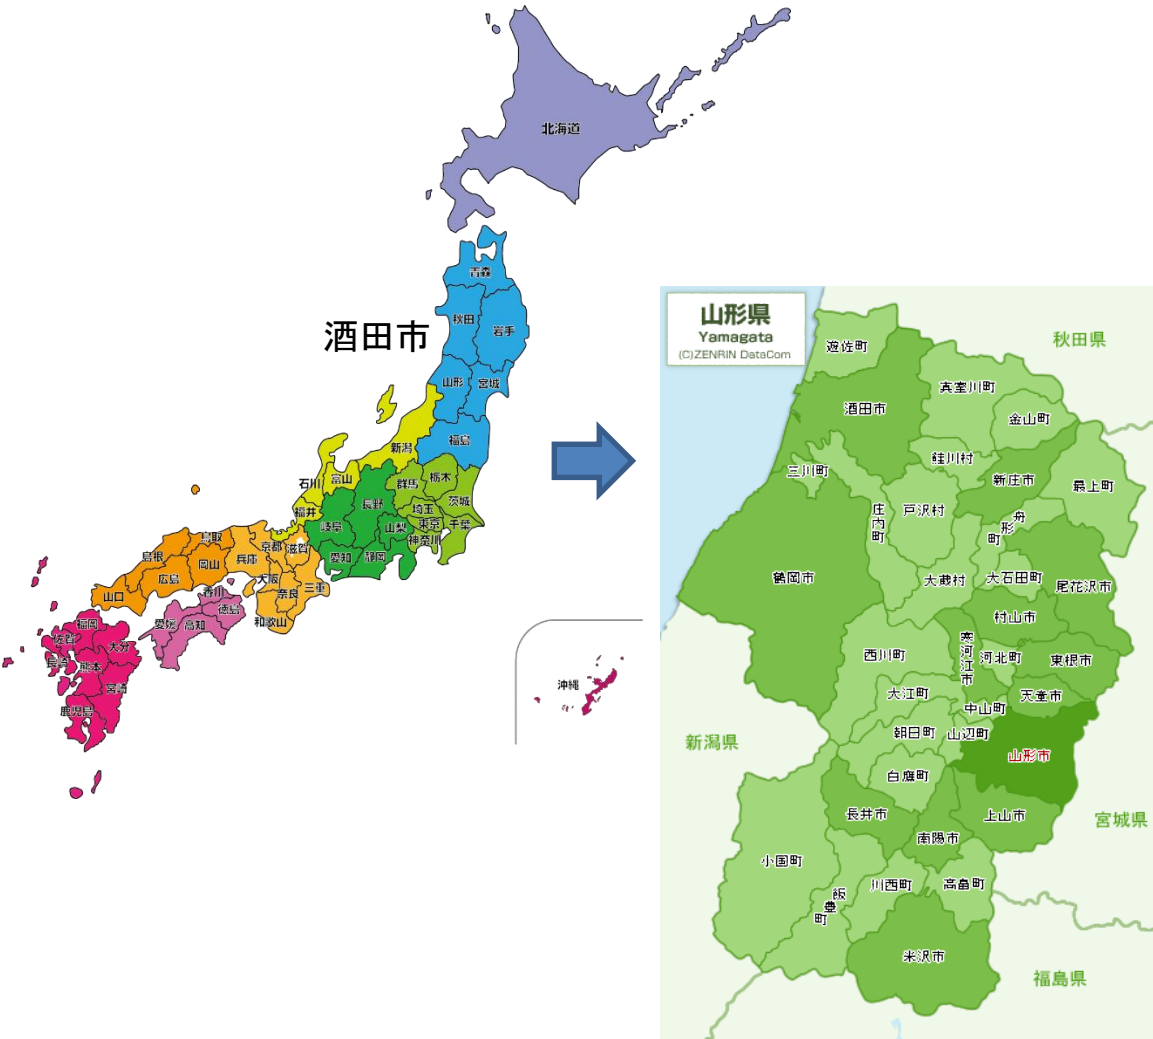 北海道
青森
秋田
岩手
酒田市
山形
宮城
福島
新潟
石川
富山
福井
群馬
栃木
長野
茨城
埼玉
岐阜
山梨
東京
千葉
神奈川
愛知
静岡
鳥取
島根
岡山
広島
山口
兵庫
京都
滋賀
大阪
奈良
三重
和歌山
香川
徳島
愛媛
高知
福岡
佐賀
大分
長崎
熊本
宮崎
鹿児島
沖縄
山形県
Yamagata
(C)ZENRIN DataCom
秋田県
遊佐町
真室川町
酒田市
金山町
鮭川村
三川町
新庄市
最上町
庄内町
戸沢村
舟形町
鶴岡市
大蔵村
大石田町
尾花沢市
村山市
寒河江市
西川町
河北町
東根市
大江町
天童市
中山町
朝日町
山辺町
新潟県
山形市
白鷹町
長井市
上山市
宮城県
南陽市
小国町
川西町
高畠町
飯豊町
米沢市
福島県